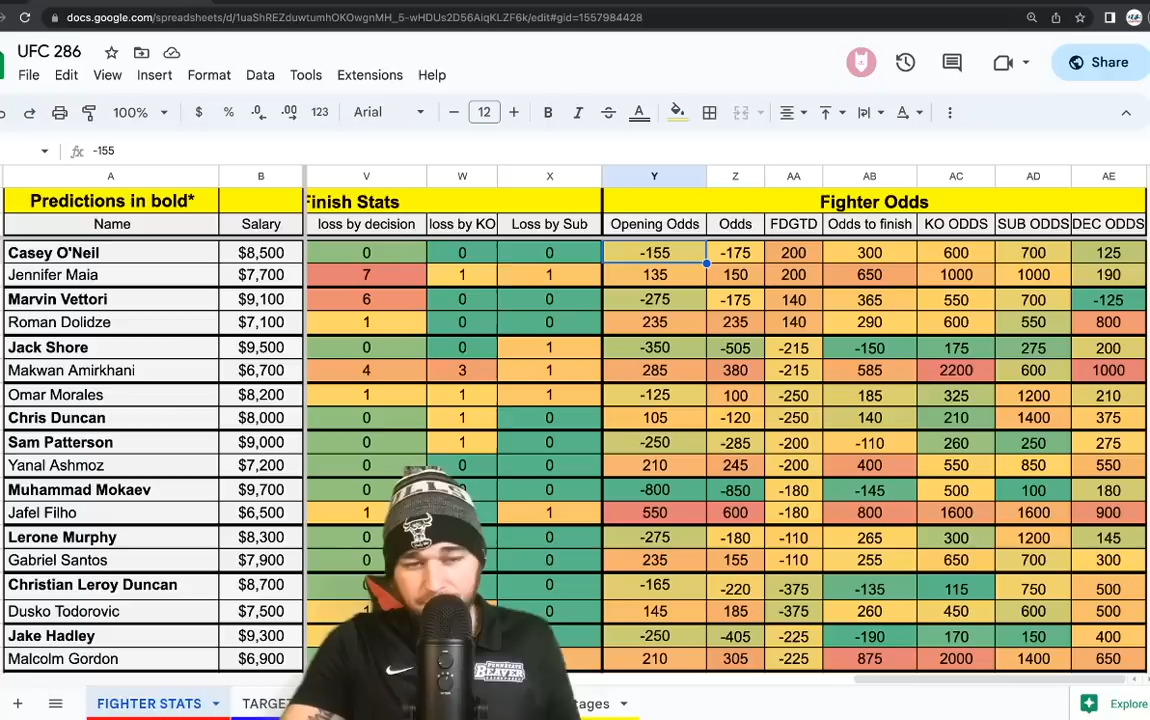 docs.google.com/spreadsheets/d/1uaShREZduwtumhOKOwgnMH_5-wHDUs2D56AiqKLZF6k/edit#gid=1557984428
UFC 286
File Edit View Insert Format Data Tools Extensions Help
Share
100% $ % .0 .00 123 Arial 12 B I A
fx -155
A B V W X Y Z AA AB AC AD AE
Predictions in bold* Finish Stats Fighter Odds
Name Salary loss by decision loss by KO Loss by Sub Opening Odds Odds FDGTD Odds to finish KO ODDS SUB ODDS DEC ODDS
Casey O'Neil $8,500 0 0 0 -155 -175 200 300 600 700 125
Jennifer Maia $7,700 7 1 1 135 150 200 650 1000 1000 190
Marvin Vettori $9,100 6 0 0 -275 -175 140 365 550 700 -125
Roman Dolidze $7,100 1 0 0 235 235 140 290 600 550 800
Jack Shore $9,500 0 0 1 -350 -505 -215 -150 175 275 200
Makwan Amirkhani $6,700 4 3 1 285 380 -215 585 2200 600 1000
Omar Morales $8,200 1 1 1 -125 100 -250 185 325 1200 210
Chris Duncan $8,000 0 1 0 105 -120 -250 140 210 1400 375
Sam Patterson $9,000 0 1 0 -250 -285 -200 -110 260 250 275
Yanal Ashmoz $7,200 0 0 0 210 245 -200 400 550 850 550
Muhammad Mokaev $9,700 0 0 -800 -850 -180 -145 500 100 180
Jafel Filho $6,500 1 1 550 600 -180 800 1600 1600 900
Lerone Murphy $8,300 0 0 -275 -180 -110 265 300 1200 145
Gabriel Santos $7,900 0 0 235 155 -110 255 650 700 300
Christian Leroy Duncan $8,700 0 -165 -220 -375 -135 115 750 500
Dusko Todorovic $7,500 0 145 185 -375 260 450 600 500
Jake Hadley $9,300 -250 -405 -225 -190 170 150 400
Malcolm Gordon $6,900 210 305 -225 875 2000 1400 650
BULLS
PENN STATE
BEAVER
FIGHTER STATS TARGE tages Explore